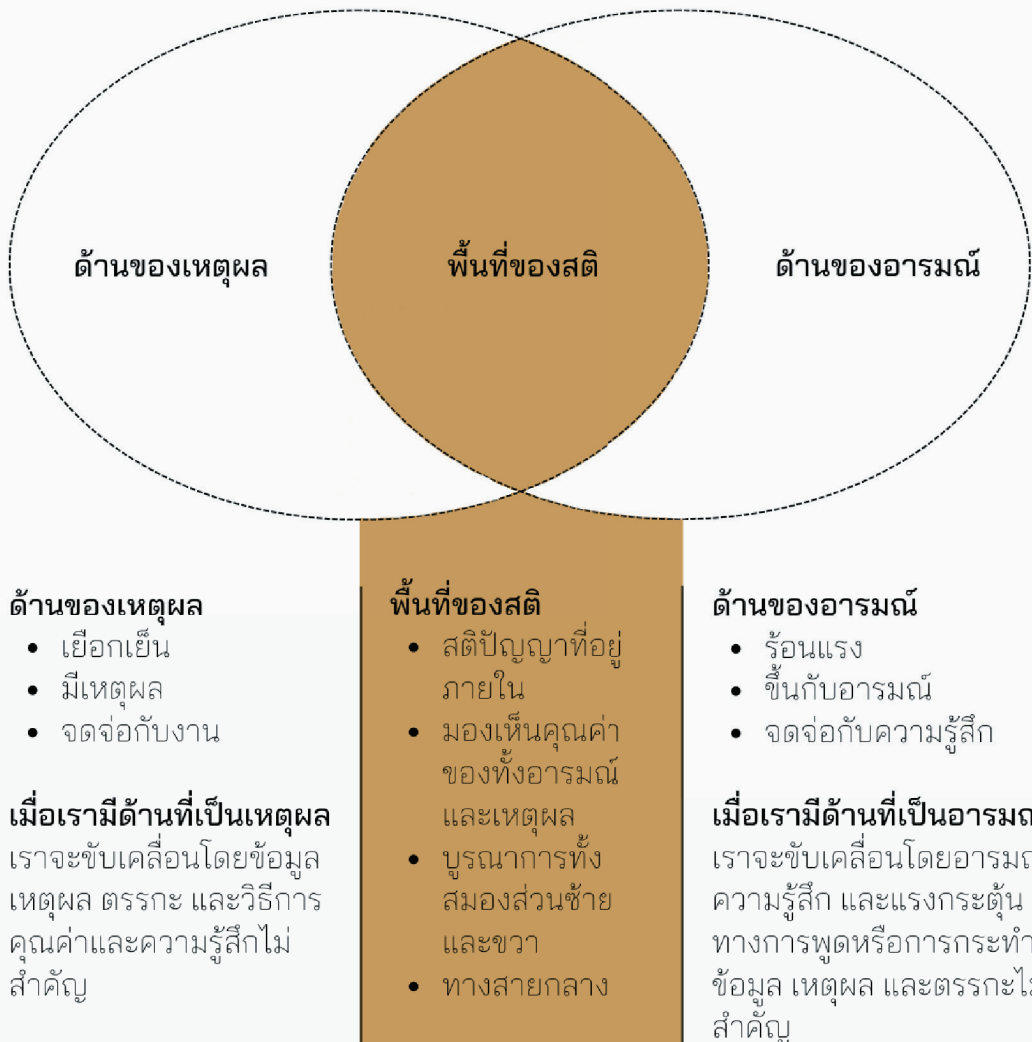 ด้านของเหตุผล
พื้นที่ของสติ
ด้านของอารมณ์
ด้านของเหตุผล
เยือกเย็น
มีเหตุผล
จดจ่อกับงาน
เมื่อเรามีด้านที่เป็นเหตุผล
เราจะขับเคลื่อนโดยข้อมูล
เหตุผล ตรรกะ และวิธีการ
คุณค่าและความรู้สึกไม่
สำคัญ
พื้นที่ของสติ
สติปัญญาที่อยู่
ภายใน
มองเห็นคุณค่า
ของทั้งอารมณ์
และเหตุผล
บูรณาการทั้ง
สมองส่วนซ้าย
และขวา
ทางสายกลาง
ด้านของอารมณ์
ร้อนแรง
ขึ้นกับอารมณ์
จดจ่อกับความรู้สึก
เมื่อเรามีด้านที่เป็นอารมณ
เราจะขับเคลื่อนโดยอารมณ
ความรู้สึก และแรงกระตุ้น
ทางการพูดหรือการกระทำ
ข้อมูล เหตุผล และตรรกะไม
สำคัญ